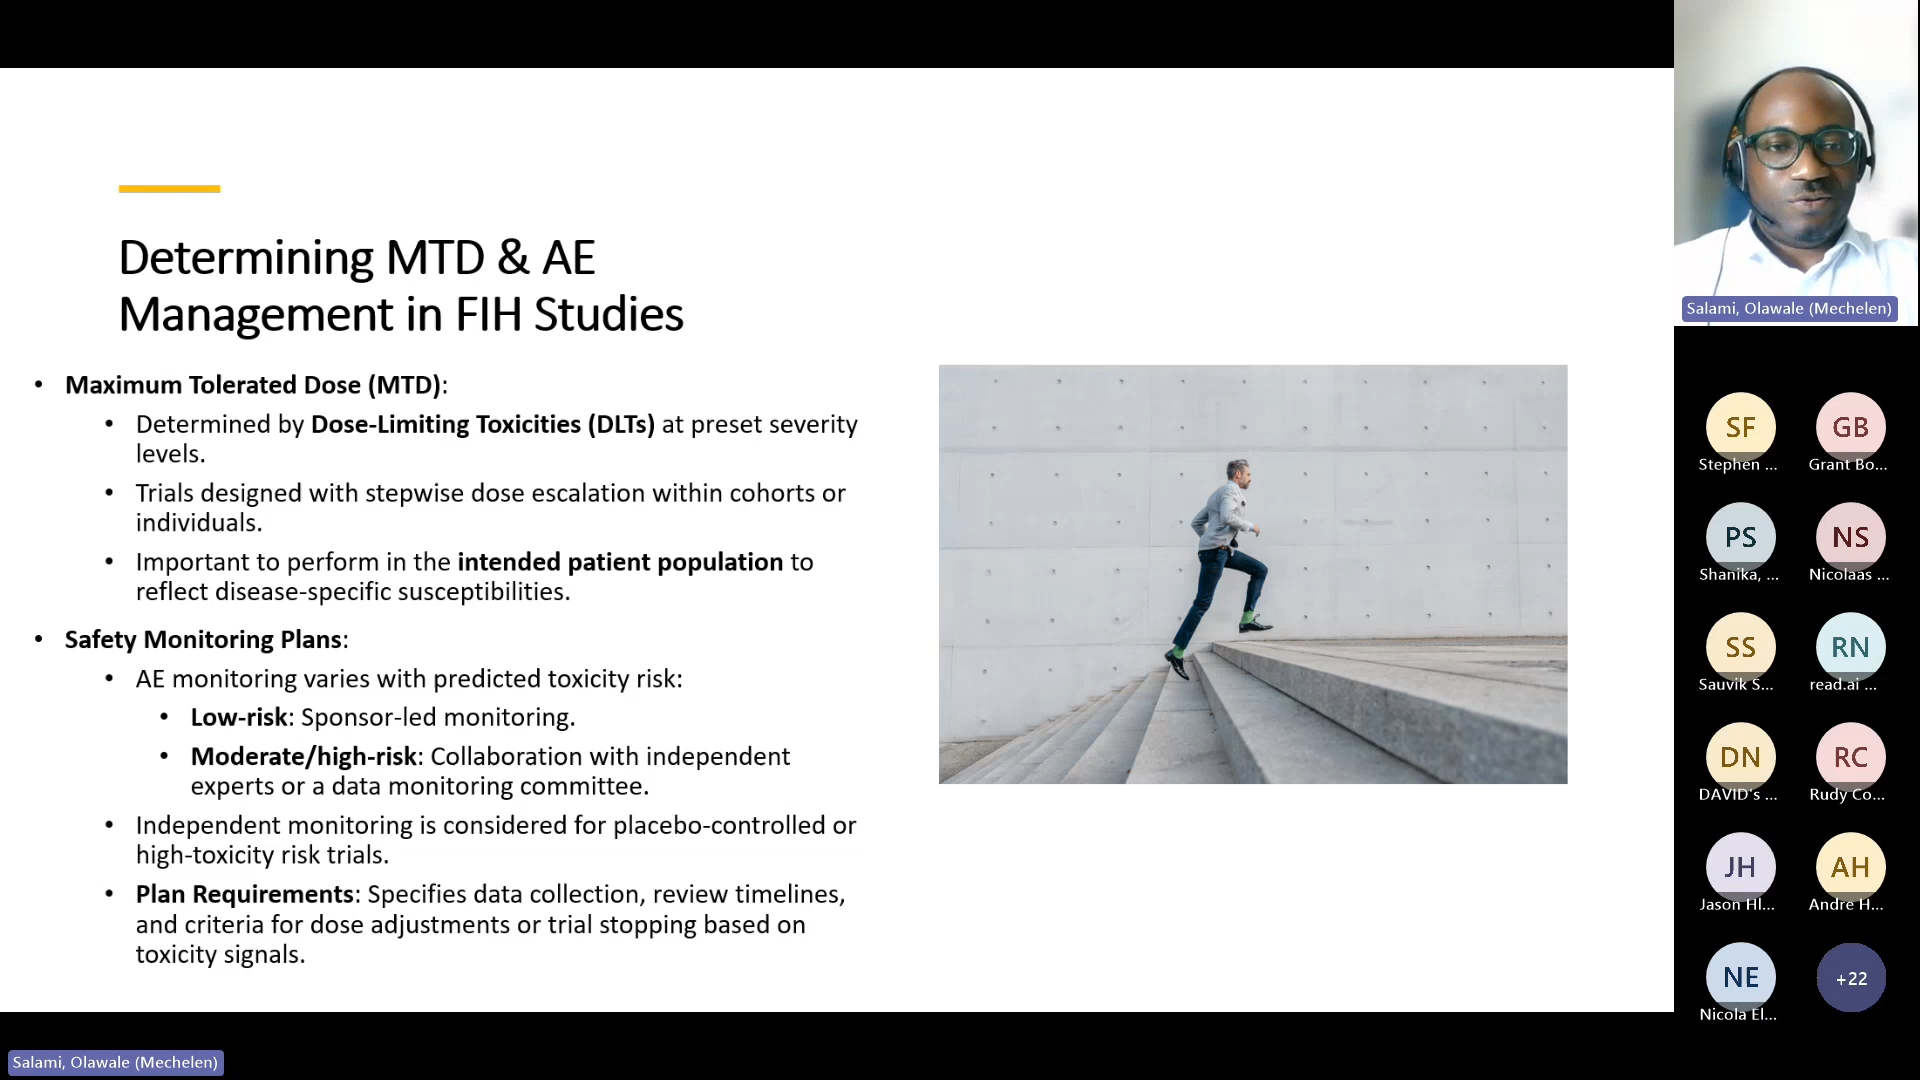 Determining MTD & AE
Management in FIH Studies
• Maximum Tolerated Dose (MTD):
• Determined by Dose-Limiting Toxicities (DLTs) at preset severity
levels.
• Trials designed with stepwise dose escalation within cohorts or
individuals.
• Important to perform in the intended patient population to
reflect disease-specific susceptibilities.
• Safety Monitoring Plans:
• AE monitoring varies with predicted toxicity risk:
• Low-risk: Sponsor-led monitoring.
• Moderate/high-risk: Collaboration with independent
experts or a data monitoring committee.
• Independent monitoring is considered for placebo-controlled or
high-toxicity risk trials.
• Plan Requirements: Specifies data collection, review timelines,
and criteria for dose adjustments or trial stopping based on
toxicity signals.
Salami, Olawale (Mechelen)
SF
Stephen ...
GB
Grant Bo...
PS
Shanika, ...
NS
Nicolaas ...
SS
Sauvik S...
RN
read.ai ...
DN
DAVID's ...
RC
Rudy Co...
JH
Jason Hl...
AH
Andre H...
NE
Nicola El...
+22
Salami, Olawale (Mechelen)